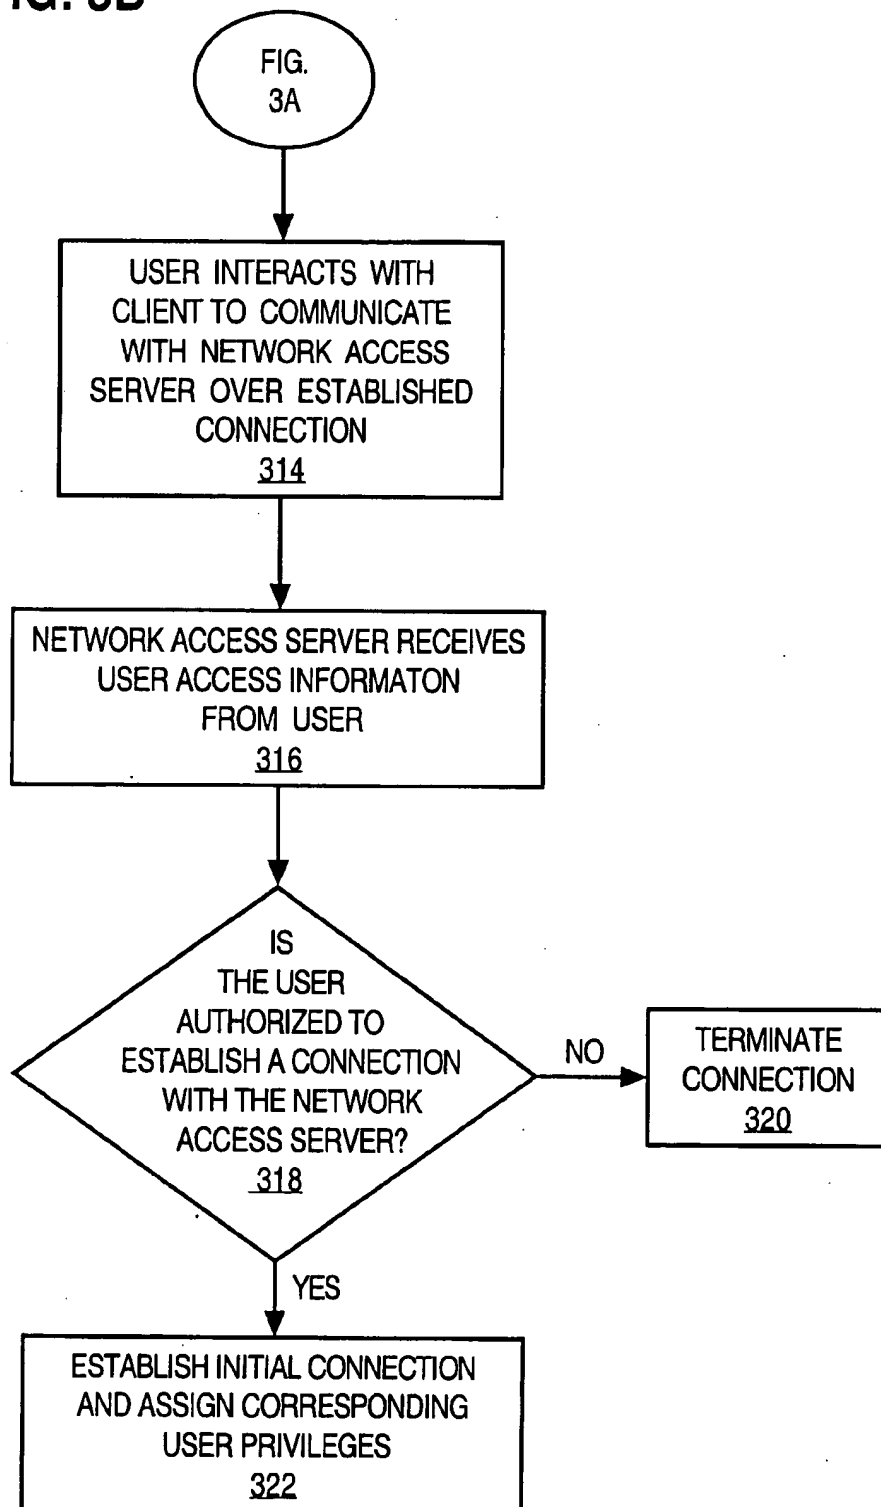 FIG.
3A
USER INTERACTS WITH
CLIENT TO COMMUNICATE
WITH NETWORK ACCESS
SERVER OVER ESTABLISHED
CONNECTION
314
NETWORK ACCESS SERVER RECEIVES
USER ACCESS INFORMATON
FROM USER
316
IS
THE USER
AUTHORIZED TO
ESTABLISH A CONNECTION
WITH THE NETWORK
ACCESS SERVER?
318
NO
TERMINATE
CONNECTION
320
YES
ESTABLISH INITIAL CONNECTION
AND ASSIGN CORRESPONDING
USER PRIVILEGES
322